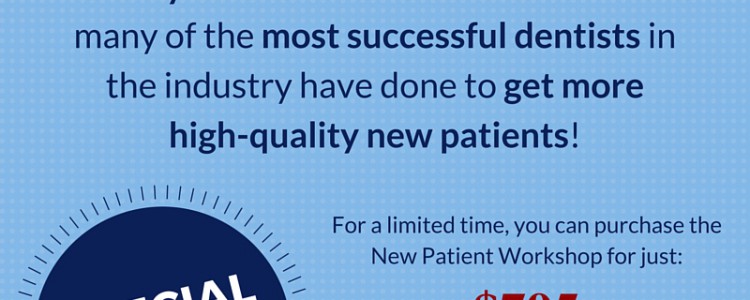 many of the most successful dentists in
the industry have done to get more
high-quality new patients!
For a limited time, you can purchase the
New Patient Workshop for just: